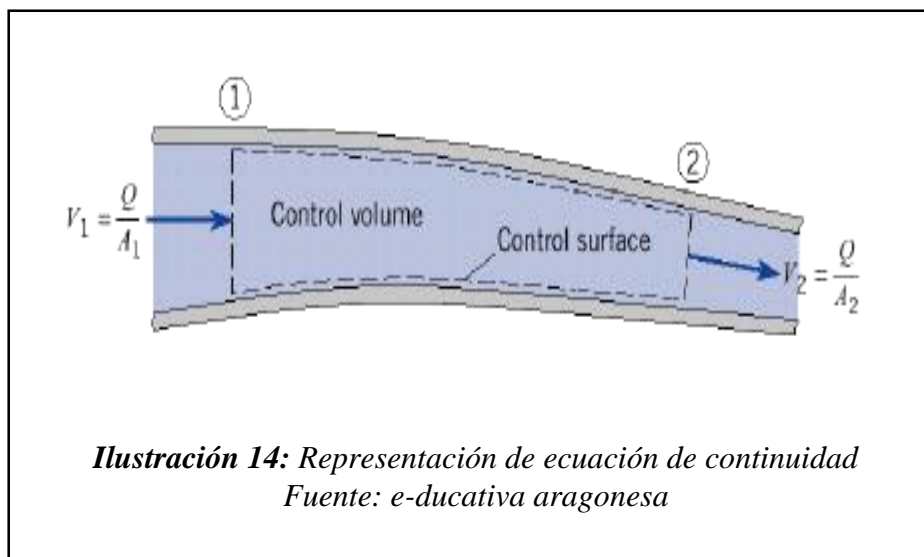 ①
②
V₁ = Q/A₁
Control volume
Control surface
V₂ = Q/A₂
Ilustración 14: Representación de ecuación de continuidad
Fuente: e-ducativa aragonesa